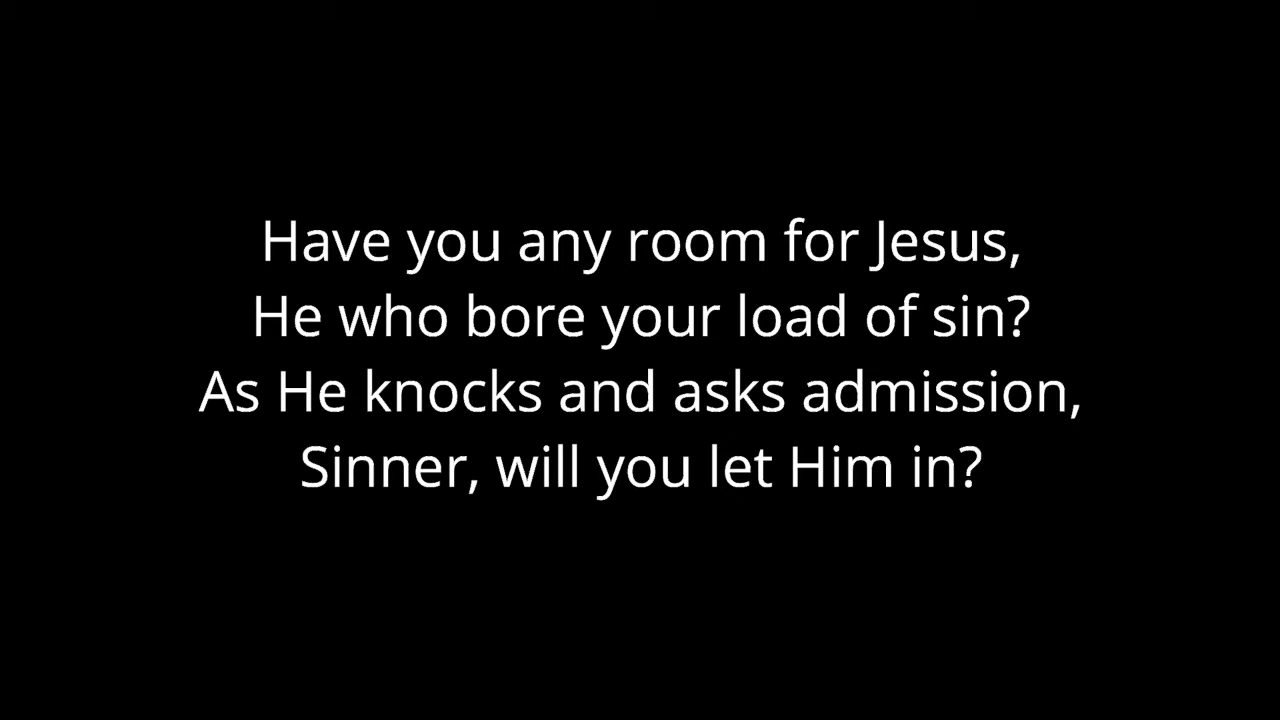 Have you any room for Jesus,
He who bore your load of sin?
As He knocks and asks admission,
Sinner, will you let Him in?